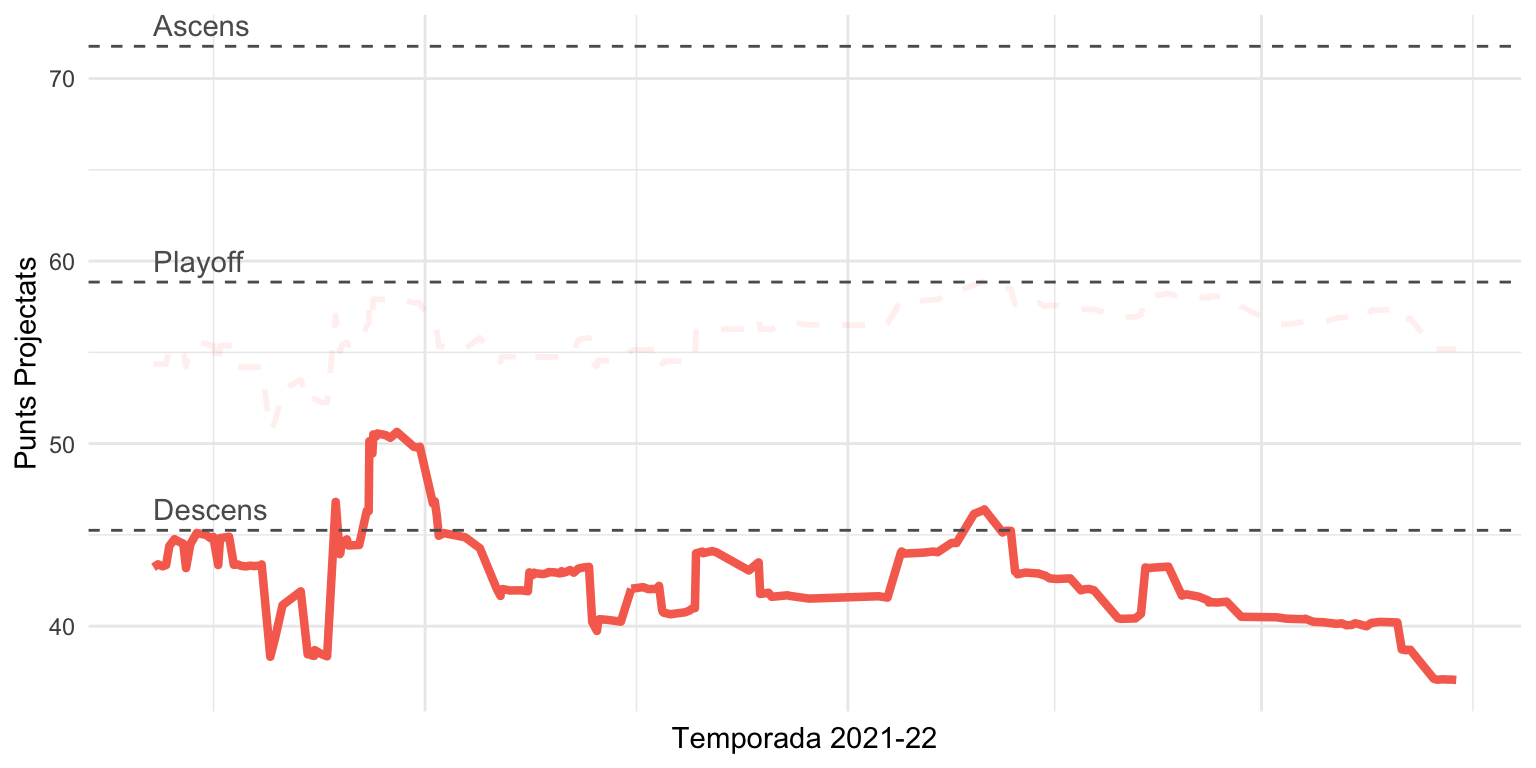 Ascens
70
Playoff
60
Punts Projectats
50
Descens
40
Temporada 2021-22